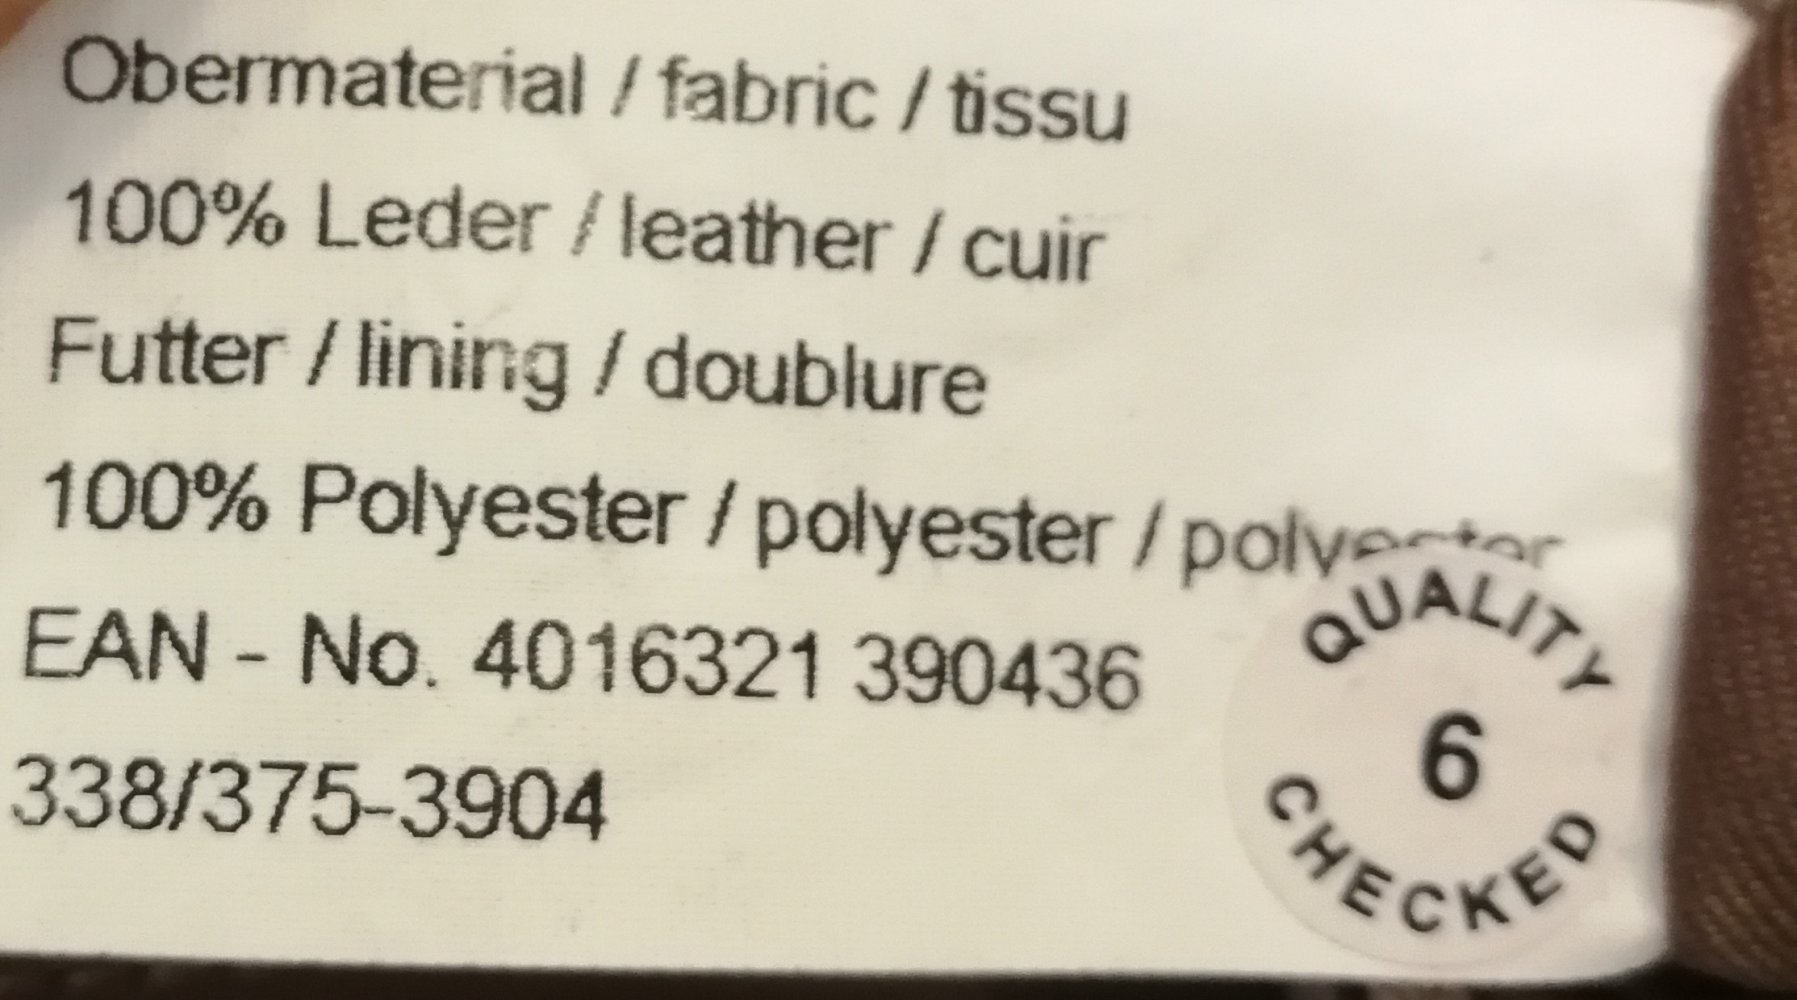 Obermaterial / fabric / tissu
100% Leder / leather / cuir
Futter / lining / doublure
100% Polyester / polyester / polyester
EAN - No. 4016321 390436
338/375-3904
QUALITY
6
CHECKED